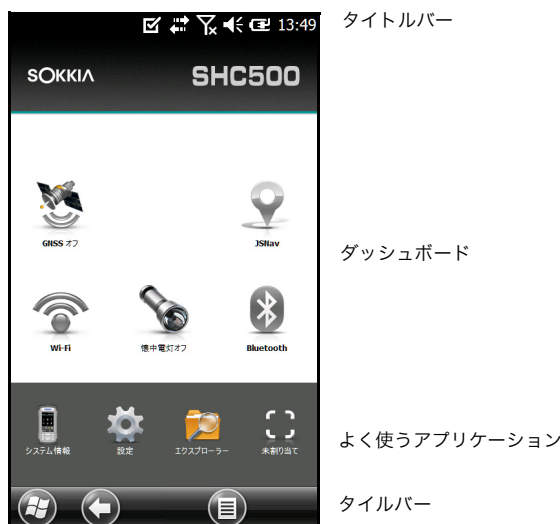 13:49
タイトルバー
SOKKIA
SHC500
GNSS オフ
JSNav
ダッシュボード
Wi-Fi
懐中電灯オフ
Bluetooth
システム情報
設定
エクスプローラー
未割り当て
よく使うアプリケーション
タイルバー